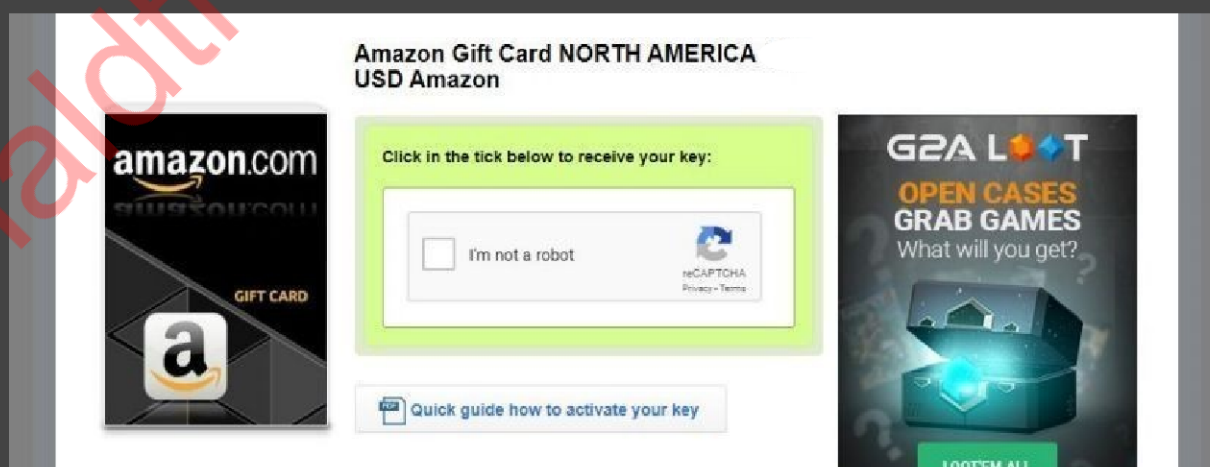 Amazon Gift Card NORTH AMERICA
USD Amazon
amazon.com
GIFT CARD
a
Click in the tick below to receive your key:
I'm not a robot
reCAPTCHA
Privacy - Terms
PDF
Quick guide how to activate your key
G2A LOOT
OPEN CASES
GRAB GAMES
What will you get?
LOOT'EM ALL